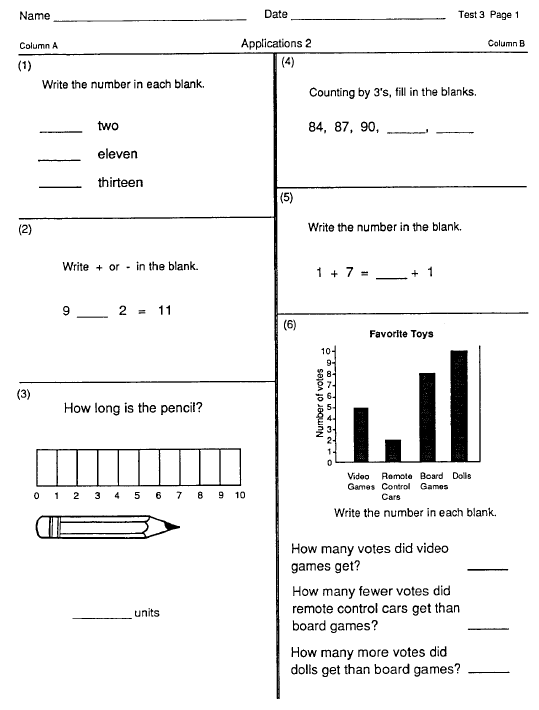 Name ____________ Date ____________ Test 3 Page 1
Column A Applications 2 Column B
(1)
Write the number in each blank.
_____ two
_____ eleven
_____ thirteen
(2)
Write + or - in the blank.
9 ____ 2 = 11
(3)
How long is the pencil?
0 1 2 3 4 5 6 7 8 9 10
_______ units
(4)
Counting by 3's, fill in the blanks.
84, 87, 90, _____, _____
(5)
Write the number in the blank.
1 + 7 = ____ + 1
(6)
Favorite Toys
Number of votes
10
9
8
7
6
5
4
3
2
1
0
Video Remote Board Dolls
Games Control Games
Cars
Write the number in each blank.
How many votes did video
games get? _____
How many fewer votes did
remote control cars get than
board games? _____
How many more votes did
dolls get than board games? _____